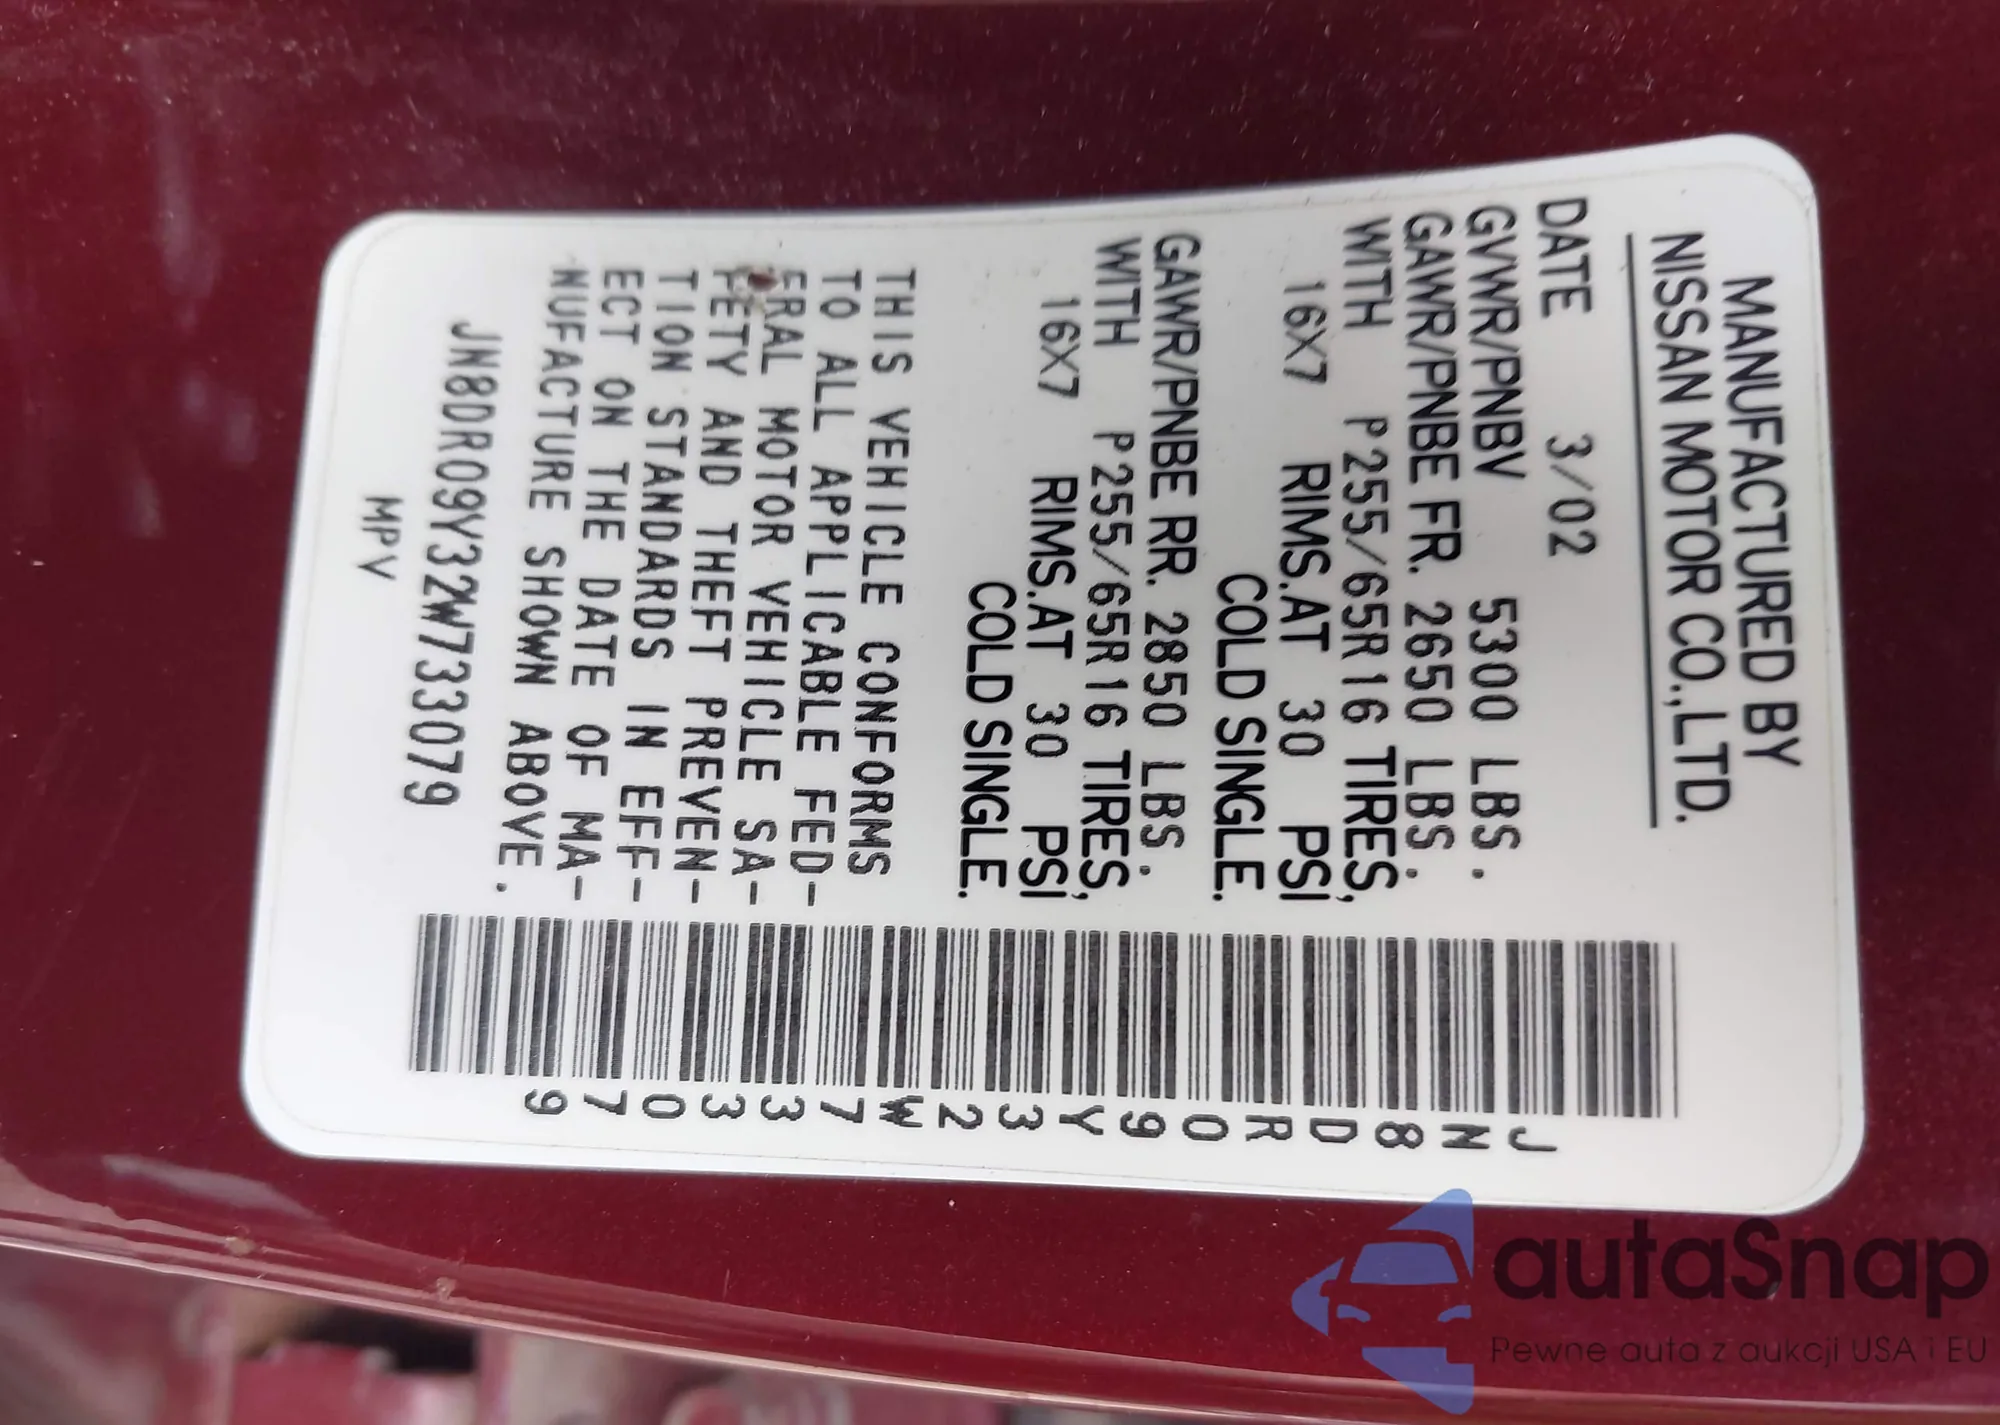 MANUFACTURED BY
NISSAN MOTOR CO.,LTD.
DATE 3/02
GVWR/PNBV 5300 LBS.
GAWR/PNBE FR. 2650 LBS.
WITH P255/65R16 TIRES,
16X7 RIMS.AT 30 PSI
COLD SINGLE.
GAWR/PNBE RR. 2850 LBS.
WITH P255/65R16 TIRES,
16X7 RIMS.AT 30 PSI
COLD SINGLE.
THIS VEHICLE CONFORMS
TO ALL APPLICABLE FED-
ERAL MOTOR VEHICLE SA-
FETY AND THEFT PREVEN-
TION STANDARDS IN EFF-
ECT ON THE DATE OF MA-
NUFACTURE SHOWN ABOVE.
JN8DR09Y32W733079
MPV
JN8DR09Y32W733079
autaSnap
Pewne auta z aukcji USA i EU